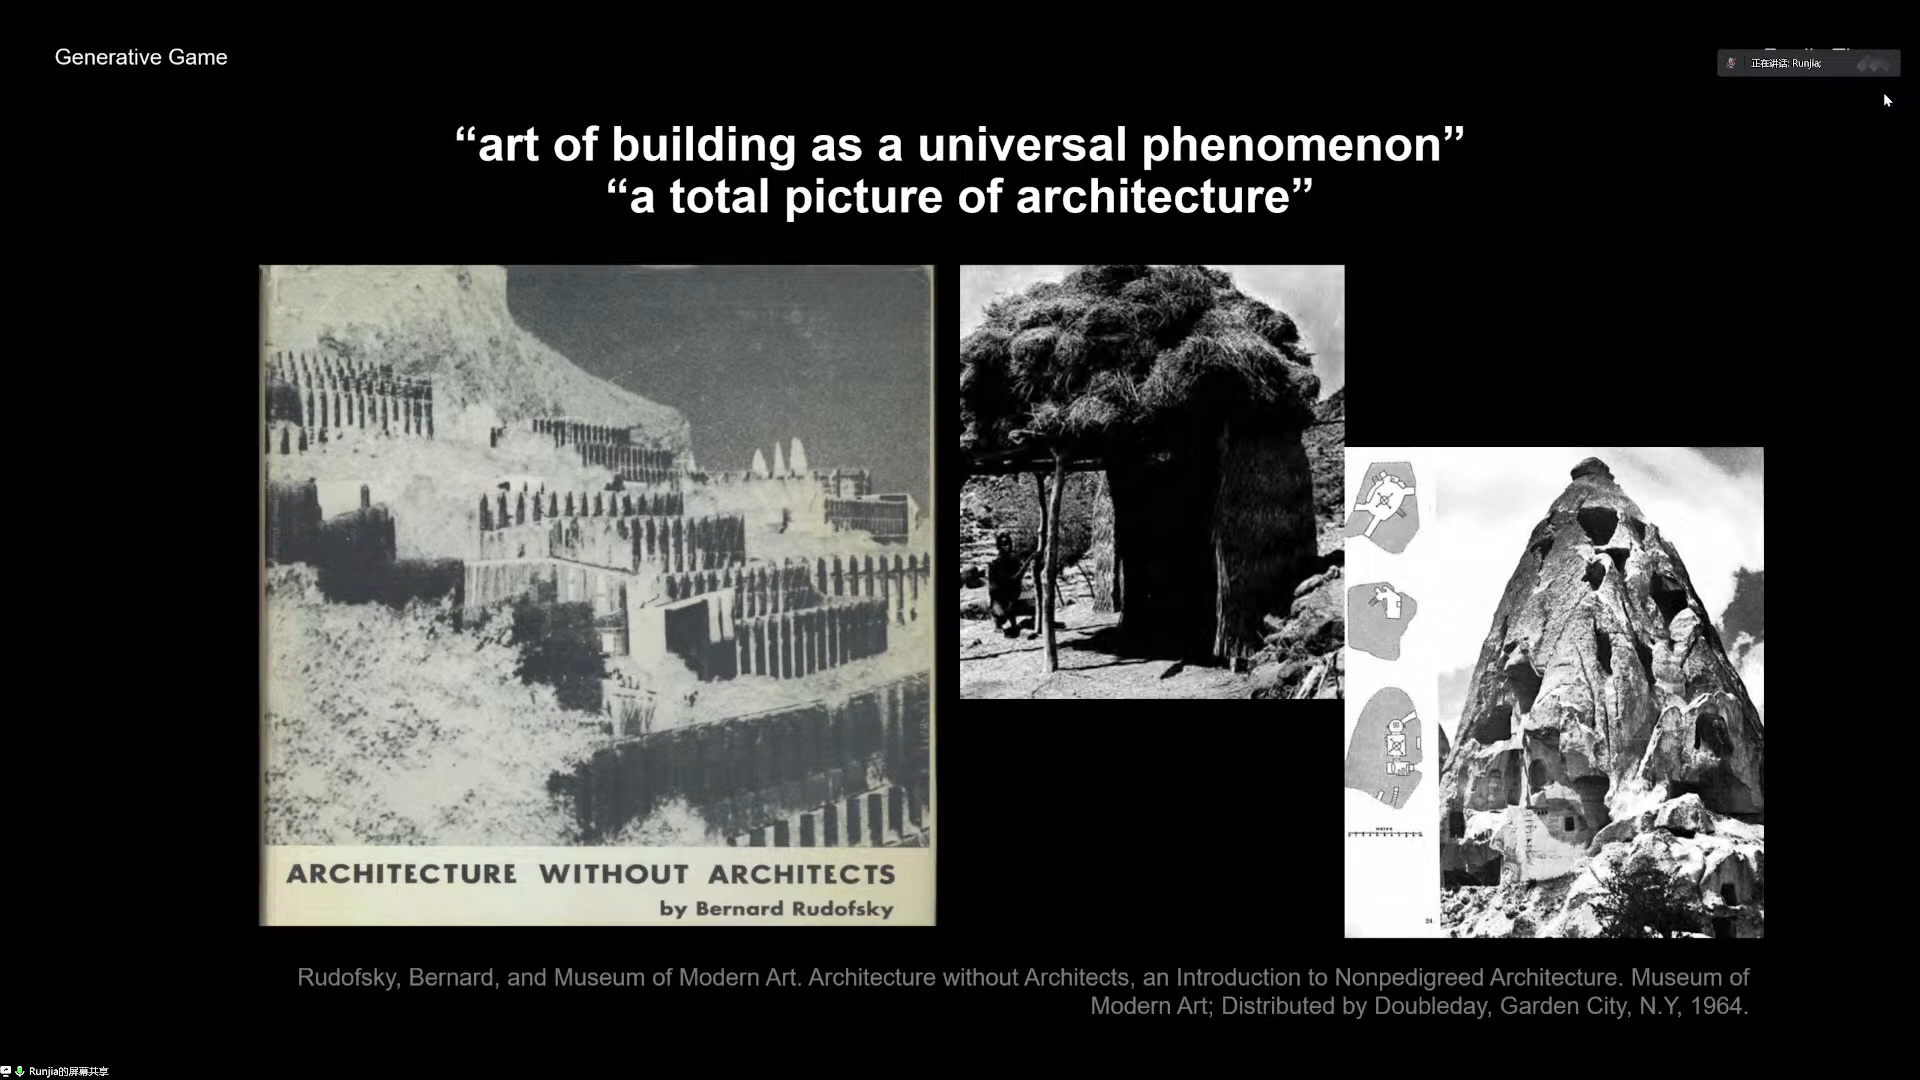 Generative Game
正在讲话: Runjia;
“art of building as a universal phenomenon”
“a total picture of architecture”
ARCHITECTURE WITHOUT ARCHITECTS
by Bernard Rudofsky
24
Rudofsky, Bernard, and Museum of Modern Art. Architecture without Architects, an Introduction to Nonpedigreed Architecture. Museum of
Modern Art; Distributed by Doubleday, Garden City, N.Y, 1964.
Runjia的屏幕共享